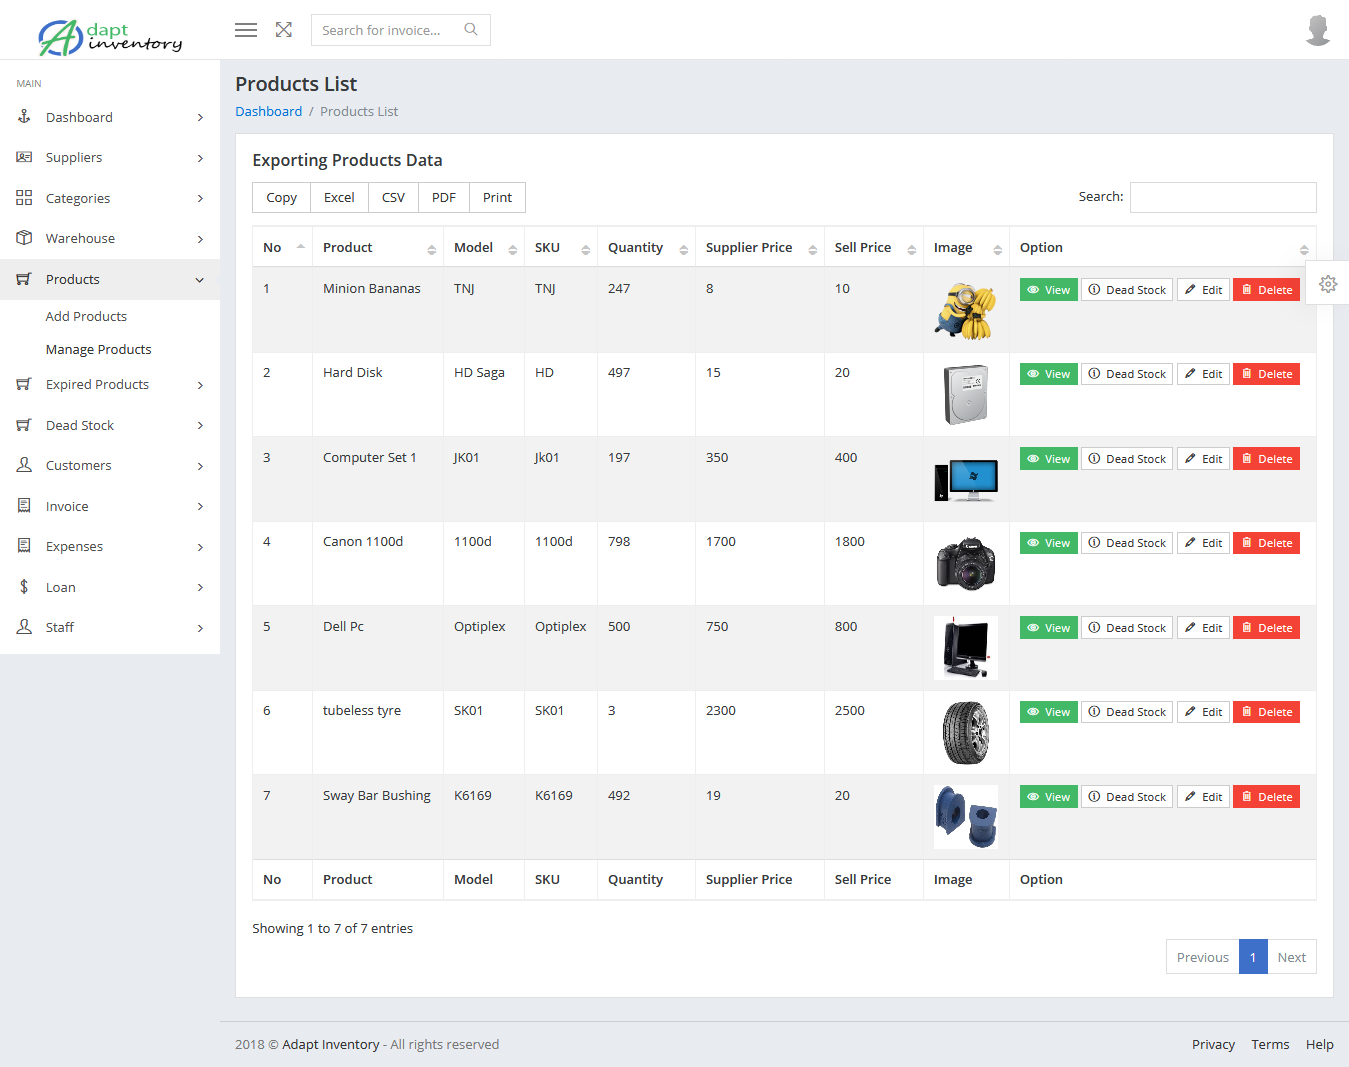 Adapt inventory
Search for invoice...
MAIN
Dashboard
Suppliers
Categories
Warehouse
Products
Add Products
Manage Products
Expired Products
Dead Stock
Customers
Invoice
Expenses
Loan
Staff
Products List
Dashboard / Products List
Exporting Products Data
Copy Excel CSV PDF Print Search:
No Product Model SKU Quantity Supplier Price Sell Price Image Option
1 Minion Bananas TNJ TNJ 247 8 10 View Dead Stock Edit Delete
2 Hard Disk HD Saga HD 497 15 20 View Dead Stock Edit Delete
3 Computer Set 1 JK01 Jk01 197 350 400 View Dead Stock Edit Delete
4 Canon 1100d 1100d 1100d 798 1700 1800 View Dead Stock Edit Delete
5 Dell Pc Optiplex Optiplex 500 750 800 View Dead Stock Edit Delete
6 tubeless tyre SK01 SK01 3 2300 2500 View Dead Stock Edit Delete
7 Sway Bar Bushing K6169 K6169 492 19 20 View Dead Stock Edit Delete
No Product Model SKU Quantity Supplier Price Sell Price Image Option
Showing 1 to 7 of 7 entries
Previous 1 Next
2018 © Adapt Inventory - All rights reserved Privacy Terms Help